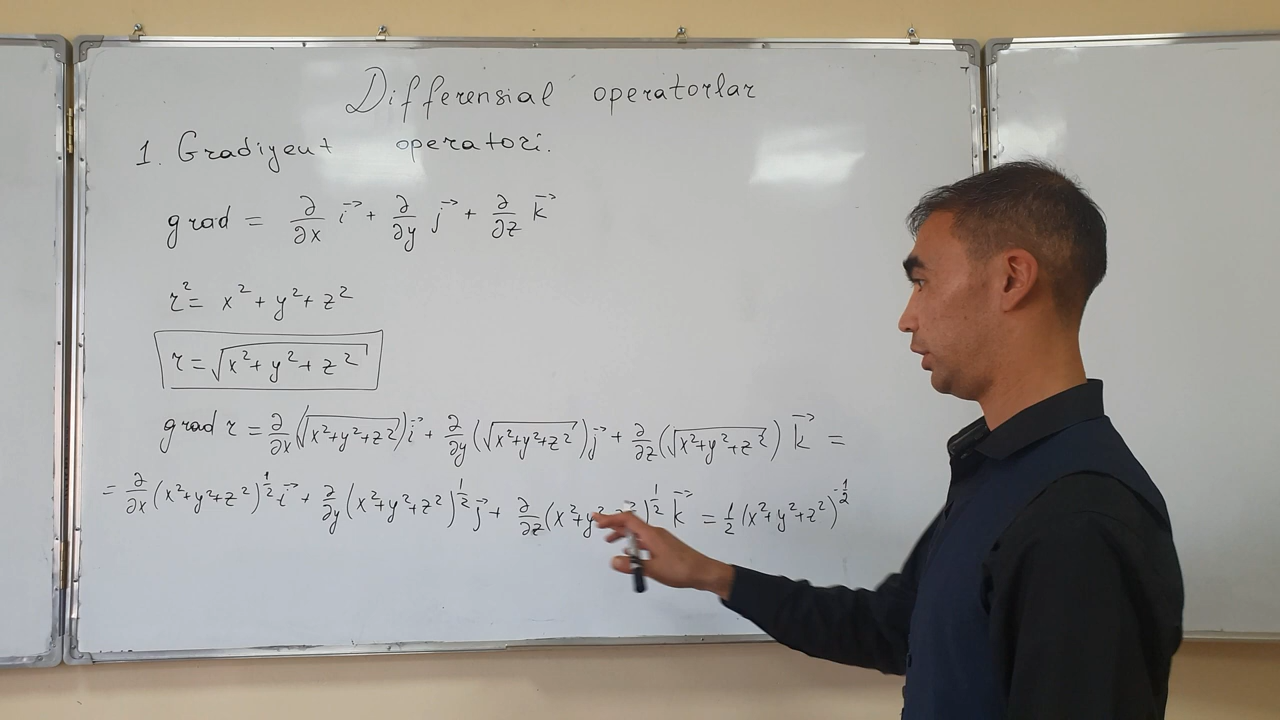 Differensial operatorlar
1. Gradiyent operatori.
grad = ∂/∂x i⃗ + ∂/∂y j⃗ + ∂/∂z k⃗
r² = x² + y² + z²
r = √(x² + y² + z²)
grad r = ∂/∂x (√(x²+y²+z²)) i⃗ + ∂/∂y (√(x²+y²+z²)) j⃗ + ∂/∂z (√(x²+y²+z²)) k⃗ =
= ∂/∂x (x²+y²+z²)^(1/2) i⃗ + ∂/∂y (x²+y²+z²)^(1/2) j⃗ + ∂/∂z (x²+y²+z²)^(1/2) k⃗ = 1/2 (x²+y²+z²)^(-1/2)